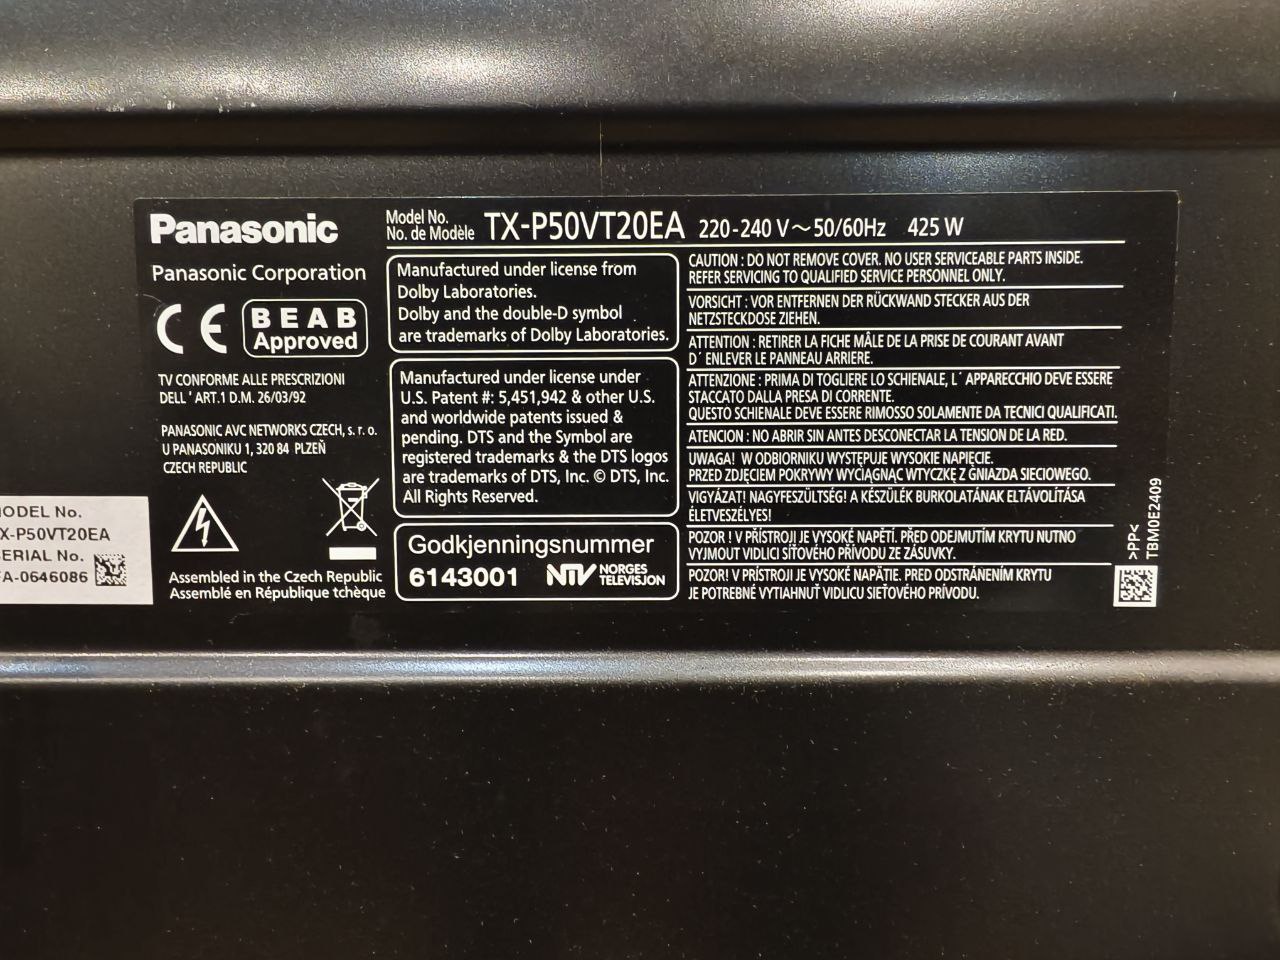 Panasonic
Model No.
No. de Modèle
TX-P50VT20EA 220-240 V～50/60Hz 425 W
Panasonic Corporation
CE
BEAB
Approved
TV CONFORME ALLE PRESCRIZIONI
DELL ' ART.1 D.M. 26/03/92
PANASONIC AVC NETWORKS CZECH, s. r. o.
U PANASONIKU 1, 320 84 PLZEŇ
CZECH REPUBLIC
Assembled in the Czech Republic
Assemblé en République tchèque
Manufactured under license from
Dolby Laboratories.
Dolby and the double-D symbol
are trademarks of Dolby Laboratories.
Manufactured under license under
U.S. Patent #: 5,451,942 & other U.S.
and worldwide patents issued &
pending. DTS and the Symbol are
registered trademarks & the DTS logos
are trademarks of DTS, Inc. © DTS, Inc.
All Rights Reserved.
Godkjenningsnummer
6143001 NTV NORGES
TELEVISJON
CAUTION : DO NOT REMOVE COVER. NO USER SERVICEABLE PARTS INSIDE.
REFER SERVICING TO QUALIFIED SERVICE PERSONNEL ONLY.
VORSICHT : VOR ENTFERNEN DER RÜCKWAND STECKER AUS DER
NETZSTECKDOSE ZIEHEN.
ATTENTION : RETIRER LA FICHE MÂLE DE LA PRISE DE COURANT AVANT
D´ ENLEVER LE PANNEAU ARRIERE.
ATTENZIONE : PRIMA DI TOGLIERE LO SCHIENALE, L´ APPARECCHIO DEVE ESSERE
STACCATO DALLA PRESA DI CORRENTE.
QUESTO SCHIENALE DEVE ESSERE RIMOSSO SOLAMENTE DA TECNICI QUALIFICATI.
ATENCION : NO ABRIR SIN ANTES DESCONECTAR LA TENSION DE LA RED.
UWAGA! W ODBIORNIKU WYSTĘPUJE WYSOKIE NAPIĘCIE.
PRZED ZDJĘCIEM POKRYWY WYCIĄGNĄC WTYCZKĘ Z GNIAZDA SIECIOWEGO.
VIGYÁZAT! NAGYFESZÜLTSÉG! A KÉSZÜLÉK BURKOLATÁNAK ELTÁVOLÍTÁSA
ÉLETVESZÉLYES!
POZOR ! V PŘÍSTROJI JE VYSOKÉ NAPĚTÍ. PŘED ODEJMUTÍM KRYTU NUTNO
VYJMOUT VIDLICI SÍŤOVÉHO PŘÍVODU ZE ZÁSUVKY.
POZOR! V PRÍSTROJI JE VYSOKÉ NAPÄTIE. PRED ODSTRÁNENÍM KRYTU
JE POTREBNÉ VYTIAHNUŤ VIDLICU SIEŤOVÉHO PRÍVODU.
>PP<
TBM0E2409
ODEL No.
X-P50VT20EA
ERIAL No.
A-0646086